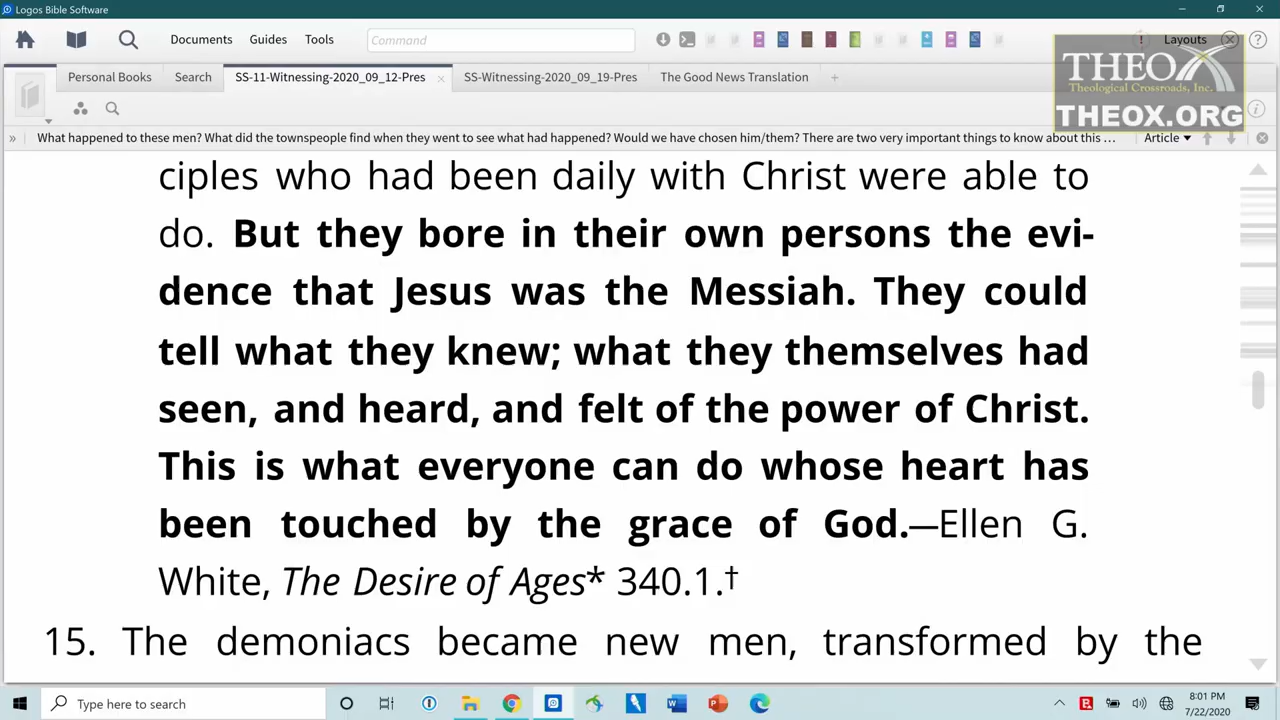 Logos Bible Software
Documents Guides Tools Command Layouts
THEOX
Theological Crossroads, Inc.
THEOX.ORG
Personal Books Search SS-11-Witnessing-2020_09_12-Pres SS-Witnessing-2020_09_19-Pres The Good News Translation
What happened to these men? What did the townspeople find when they went to see what had happened? Would we have chosen him/them? There are two very important things to know about this … Article
ciples who had been daily with Christ were able to
do. But they bore in their own persons the evi-
dence that Jesus was the Messiah. They could
tell what they knew; what they themselves had
seen, and heard, and felt of the power of Christ.
This is what everyone can do whose heart has
been touched by the grace of God.—Ellen G.
White, The Desire of Ages* 340.1.†
15. The demoniacs became new men, transformed by the
Type here to search
8:01 PM
7/22/2020